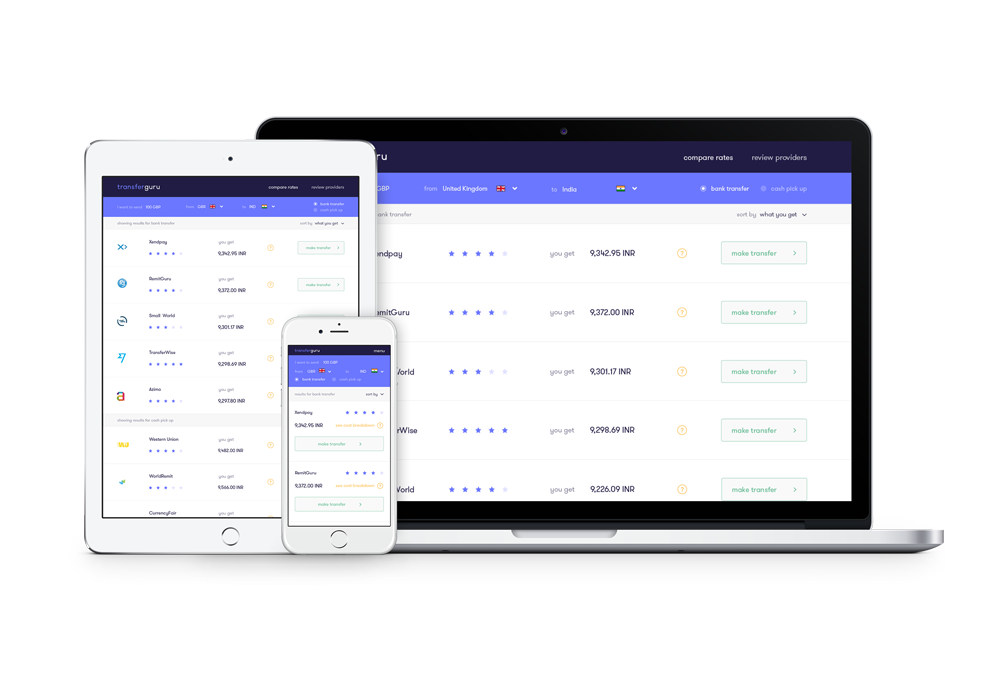 transferguru
compare rates review providers
I want to send 100 GBP from GBP to IND bank transfer
cash pick up
showing results for bank transfer sort by what you get
Xendpay you get
9,342.95 INR make transfer
RemitGuru you get
9,372.00 INR make transfer
Small World you get
9,301.17 INR
TransferWise you get
9,298.69 INR
Azimo you get
9,297.80 INR
showing results for cash pick up
Western Union you get
9,482.00 INR
WorldRemit you get
9,566.00 INR
CurrencyFair you get
transferguru menu
I want to send 100 GBP
from GBP to IND
bank transfer cash pick up
results for bank transfer sort by
Xendpay
9,342.95 INR see cost breakdown ?
make transfer
RemitGuru
9,372.00 INR see cost breakdown ?
make transfer
ru compare rates review providers
GBP from United Kingdom to India bank transfer cash pick up
bank transfer sort by what you get
endpay you get 9,342.95 INR ? make transfer
emitGuru you get 9,372.00 INR ? make transfer
World you get 9,301.17 INR ? make transfer
rWise you get 9,298.69 INR ? make transfer
World you get 9,226.09 INR ? make transfer